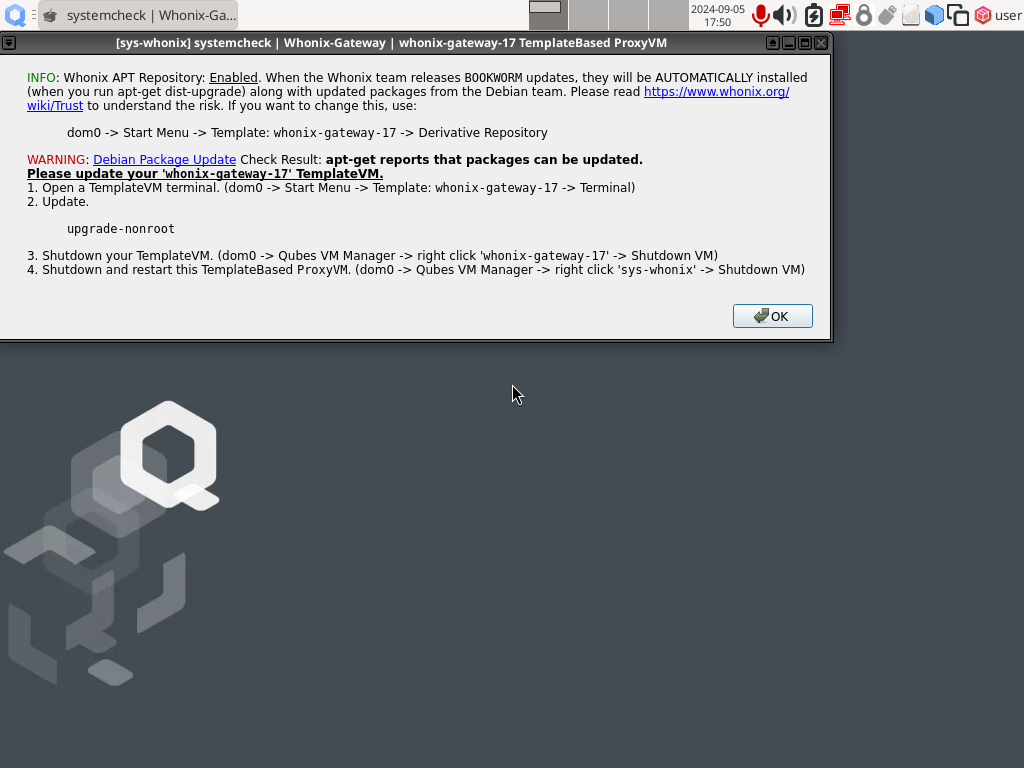 systemcheck | Whonix-Ga...
2024-09-05
17:50
user
[sys-whonix] systemcheck | Whonix-Gateway | whonix-gateway-17 TemplateBased ProxyVM
INFO: Whonix APT Repository: Enabled. When the Whonix team releases BOOKWORM updates, they will be AUTOMATICALLY installed
(when you run apt-get dist-upgrade) along with updated packages from the Debian team. Please read https://www.whonix.org/
wiki/Trust to understand the risk. If you want to change this, use:
dom0 -> Start Menu -> Template: whonix-gateway-17 -> Derivative Repository
WARNING: Debian Package Update Check Result: apt-get reports that packages can be updated.
Please update your 'whonix-gateway-17' TemplateVM.
1. Open a TemplateVM terminal. (dom0 -> Start Menu -> Template: whonix-gateway-17 -> Terminal)
2. Update.
upgrade-nonroot
3. Shutdown your TemplateVM. (dom0 -> Qubes VM Manager -> right click 'whonix-gateway-17' -> Shutdown VM)
4. Shutdown and restart this TemplateBased ProxyVM. (dom0 -> Qubes VM Manager -> right click 'sys-whonix' -> Shutdown VM)
OK